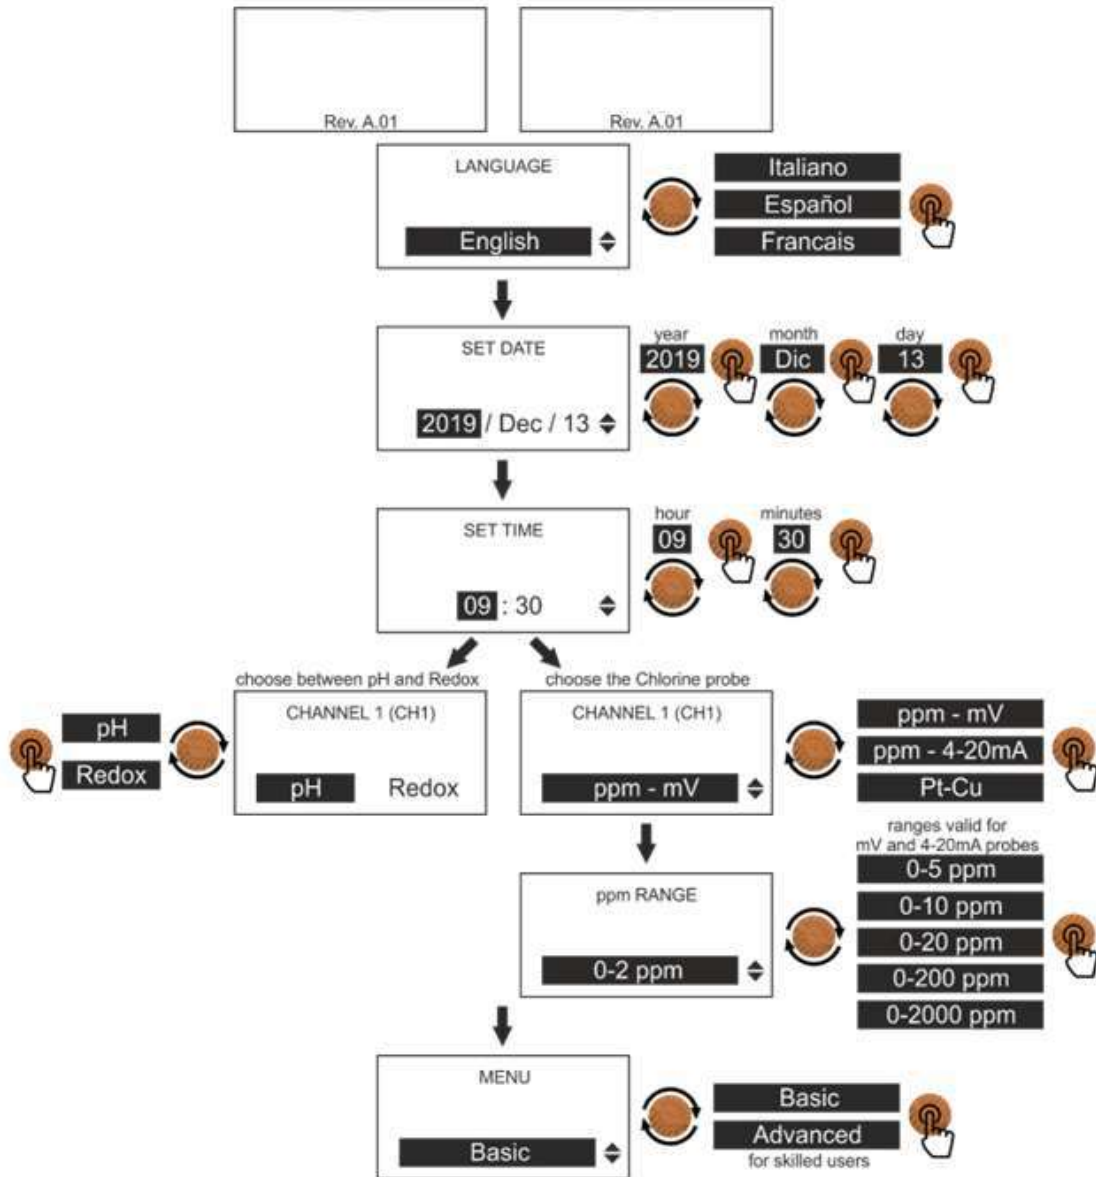 Rev. A.01
Rev. A.01
LANGUAGE
English
Italiano
Español
Francais
SET DATE
2019 / Dec / 13
year
month
day
2019
Dic
13
SET TIME
09 : 30
hour
minutes
09
30
choose between pH and Redox
CHANNEL 1 (CH1)
pH
Redox
pH Redox
choose the Chlorine probe
CHANNEL 1 (CH1)
ppm - mV
ppm - mV
ppm - 4-20mA
Pt-Cu
ppm RANGE
0-2 ppm
ranges valid for
mV and 4-20mA probes
0-5 ppm
0-10 ppm
0-20 ppm
0-200 ppm
0-2000 ppm
MENU
Basic
Basic
Advanced
for skilled users